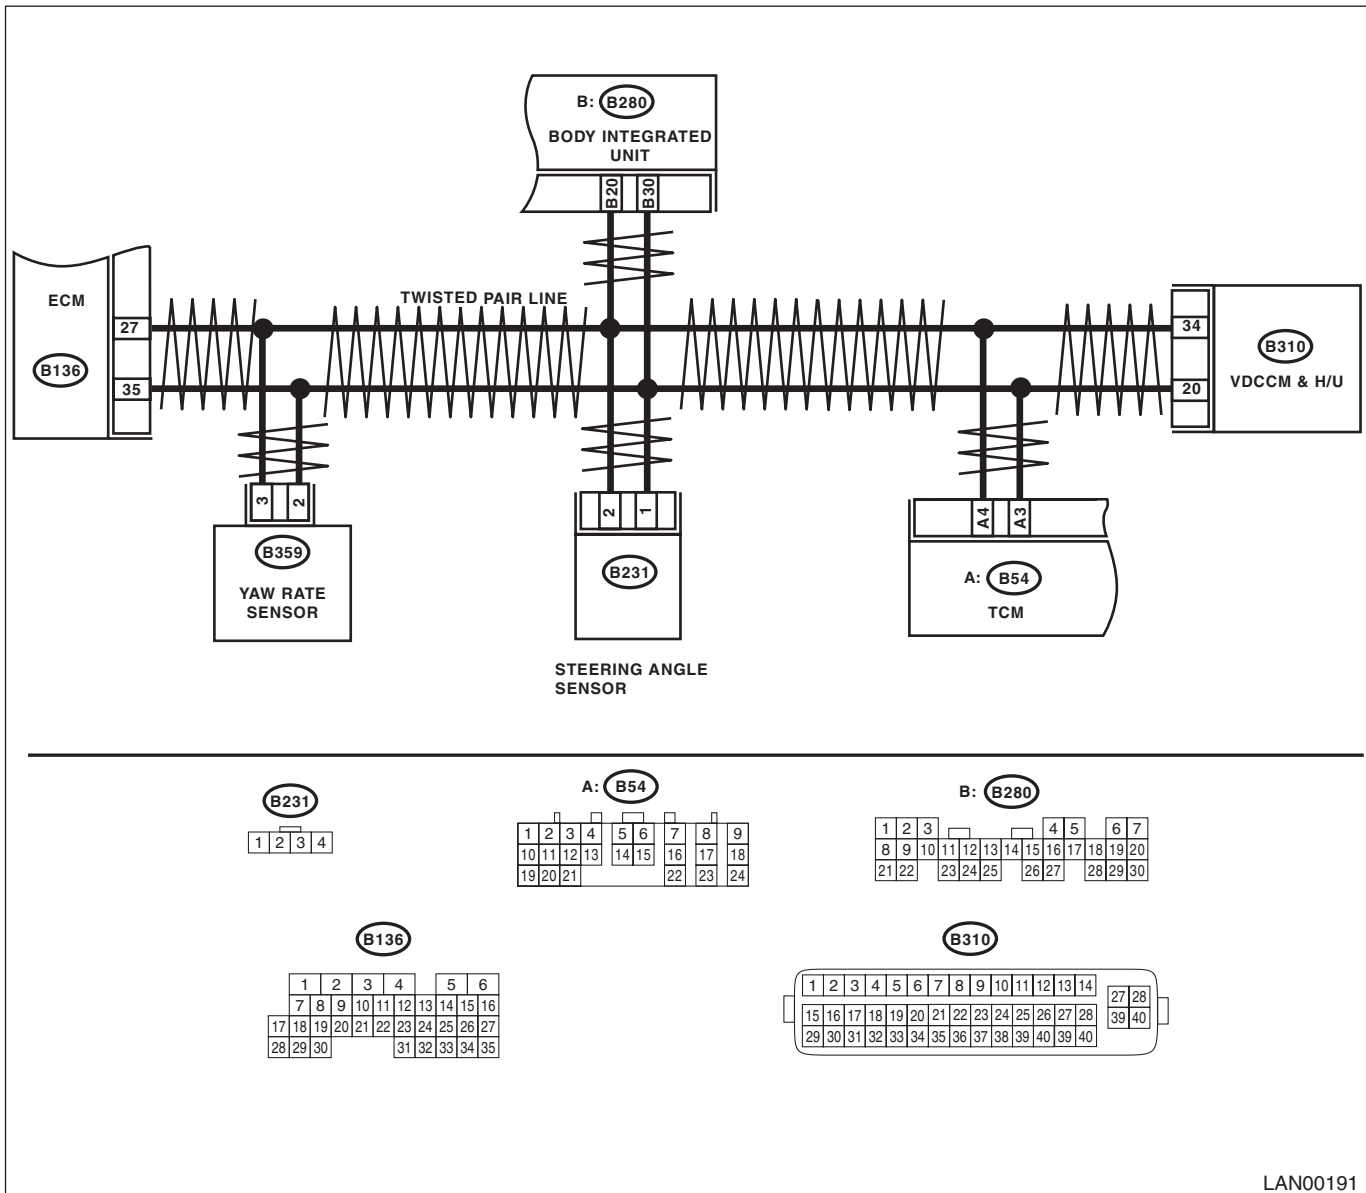 B: B280
BODY INTEGRATED
UNIT
B20 B30
ECM
TWISTED PAIR LINE
27
34
B136
B310
35
20
VDCCM & H/U
3 2
2 1
A4 A3
B359
B231
A: B54
YAW RATE
SENSOR
TCM
STEERING ANGLE
SENSOR
B231
1 2 3 4
A: B54
1 2 3 4 5 6 7 8 9
10 11 12 13 14 15 16 17 18
19 20 21 22 23 24
B: B280
1 2 3 4 5 6 7
8 9 10 11 12 13 14 15 16 17 18 19 20
21 22 23 24 25 26 27 28 29 30
B136
1 2 3 4 5 6
7 8 9 10 11 12 13 14 15 16
17 18 19 20 21 22 23 24 25 26 27
28 29 30 31 32 33 34 35
B310
1 2 3 4 5 6 7 8 9 10 11 12 13 14
27 28
15 16 17 18 19 20 21 22 23 24 25 26 27 28
39 40
29 30 31 32 33 34 35 36 37 38 39 40 39 40
LAN00191